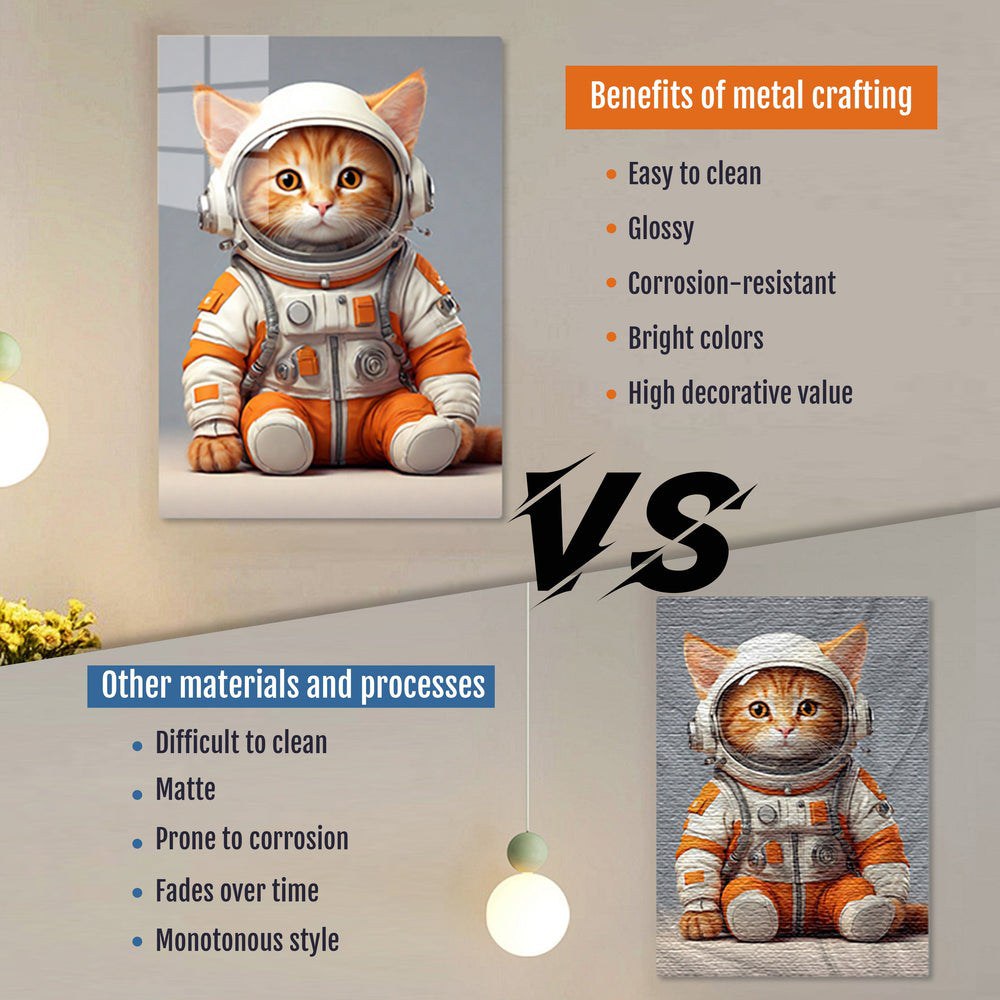 Benefits of metal crafting
Easy to clean
Glossy
Corrosion-resistant
Bright colors
High decorative value
VS
Other materials and processes
Difficult to clean
Matte
Prone to corrosion
Fades over time
Monotonous style